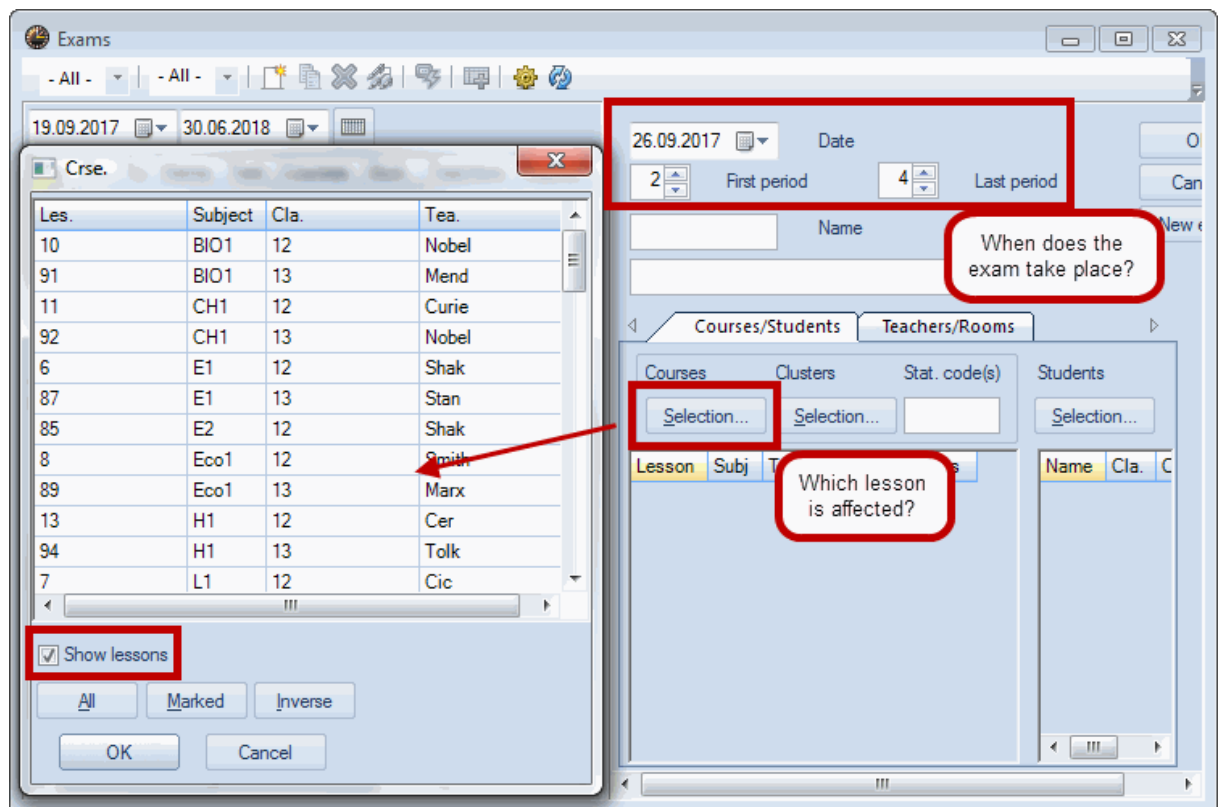 Exams
- All - - All -
19.09.2017 30.06.2018
Crse.
Les. Subject Cla. Tea.
10 BIO1 12 Nobel
91 BIO1 13 Mend
11 CH1 12 Curie
92 CH1 13 Nobel
6 E1 12 Shak
87 E1 13 Stan
85 E2 12 Shak
8 Eco1 12 Smith
89 Eco1 13 Marx
13 H1 12 Cer
94 H1 13 Tolk
7 L1 12 Cic
Show lessons
All Marked Inverse
OK Cancel
26.09.2017 Date
2 First period 4 Last period
Name
When does the
exam take place?
Courses/Students Teachers/Rooms
Courses Clusters Stat. code(s) Students
Selection... Selection... Selection...
Lesson Subj Name Cla.
Which lesson
is affected?